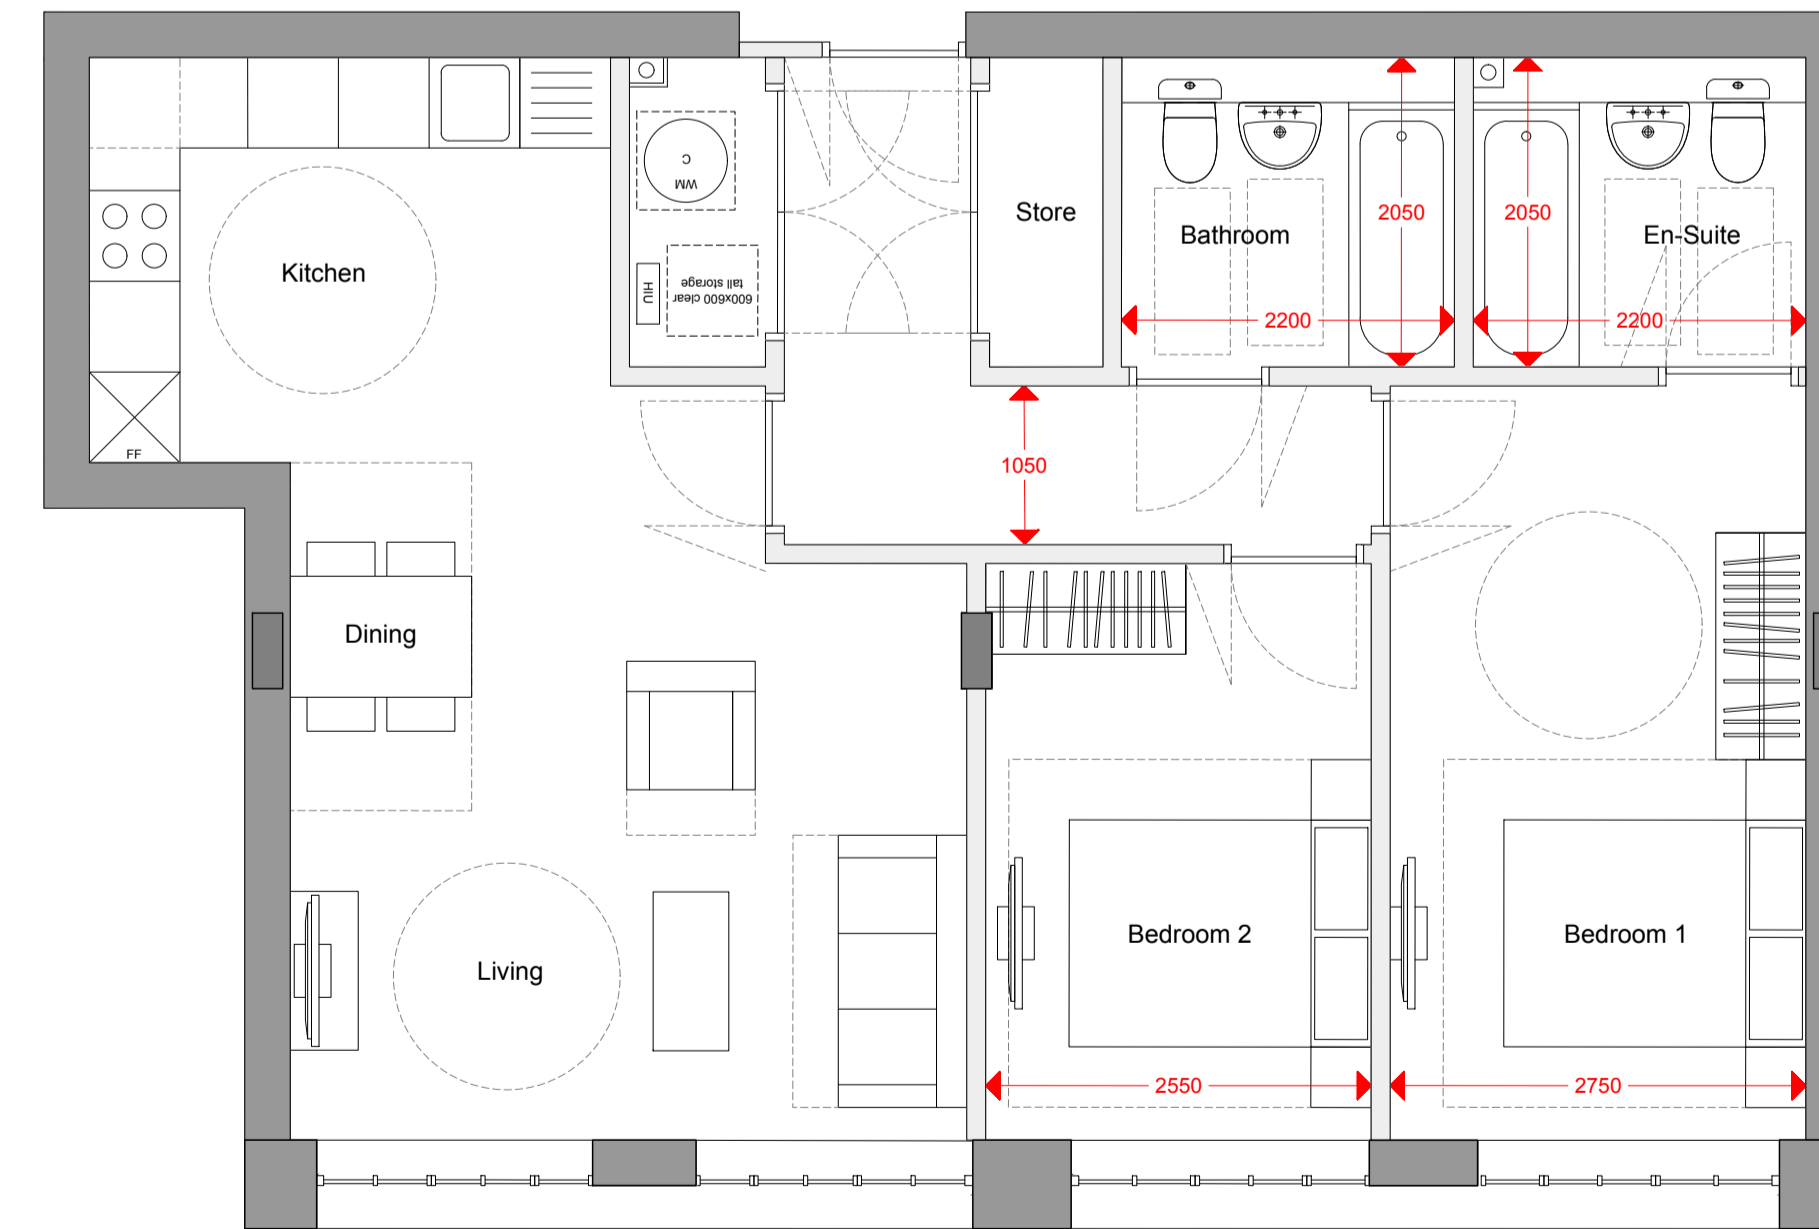 C
WM
Store
2050
2050
Bathroom
En-Suite
Kitchen
HIU
600x600 clear
tall storage
2200
2200
FF
1050
Dining
Bedroom 2
Bedroom 1
Living
2550
2750